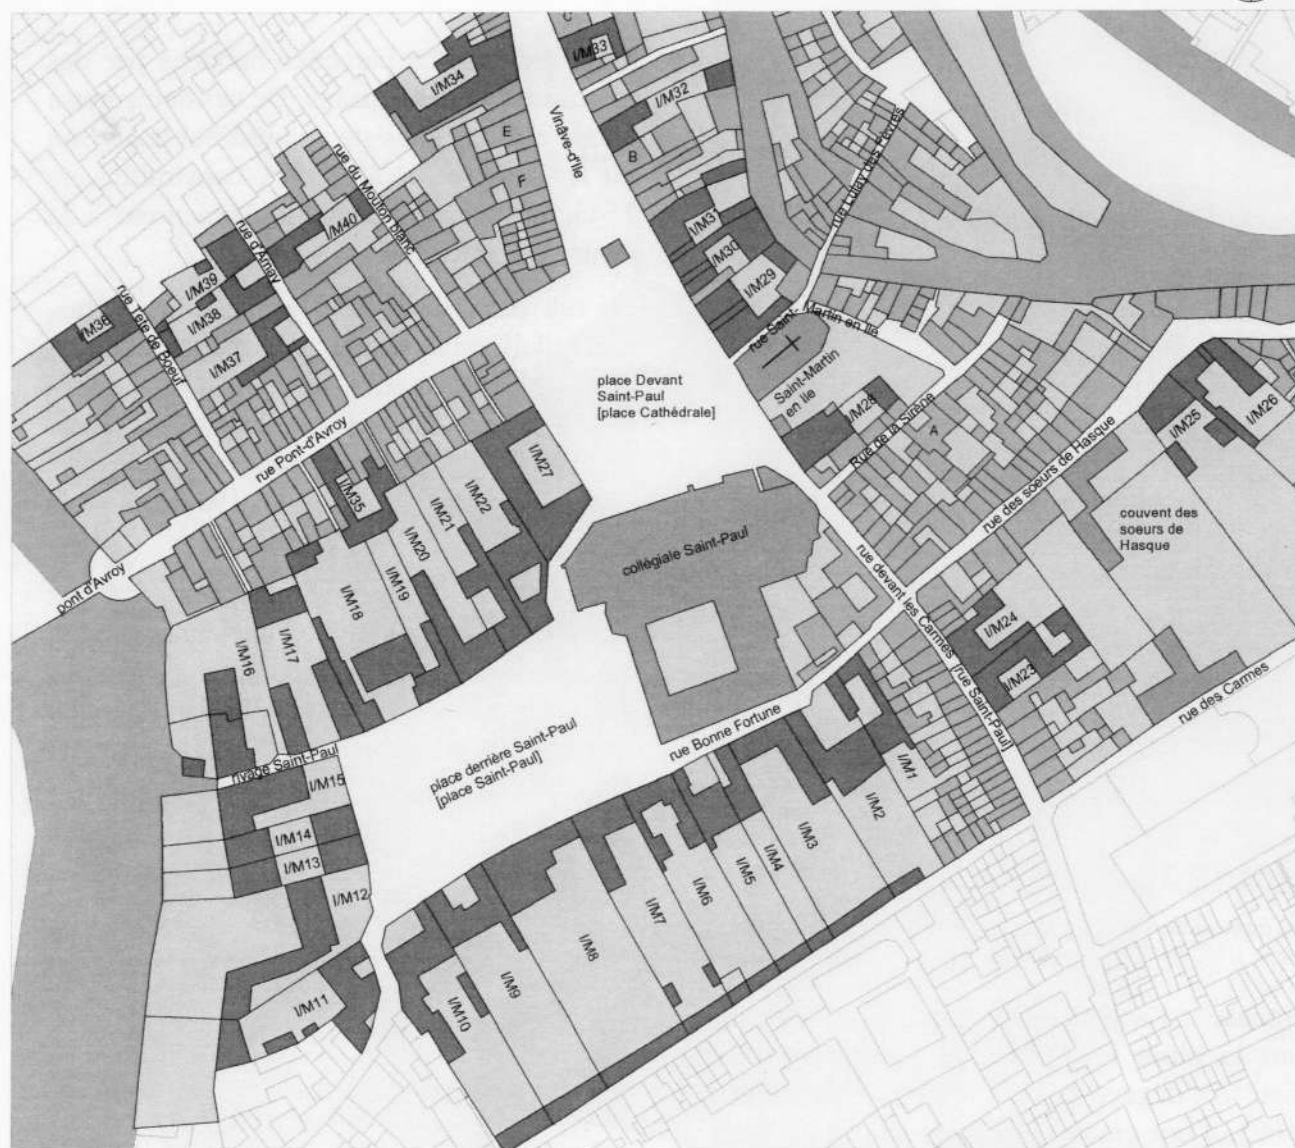 C
I/M33
I/M34
I/M32
Vinâve-d'Ile
E
B
F
rue du Mouton blanc
rue Lulay des Fèvres
I/M40
rue d'Amay
I/M3
I/M30
I/M29
I/M39
I/M38
I/M36
I/M37
rue Tête de Boeuf
rue Saint- Martin en Ile
Saint-Martin
en Ile
place Devant
Saint-Paul
[place Cathédrale]
I/M28
Rue de la Sirène
A
I/M25
I/M26
rue Pont-d'Avroy
rue des soeurs de Hasque
I/M27
I/M35
I/M22
I/M21
I/M20
I/M19
I/M18
I/M17
I/M16
couvent des
soeurs de
Hasque
collégiale Saint-Paul
pont d'Avroy
rue devant les Carmes [rue Saint-Paul]
I/M24
I/M23
rue des Carmes
rue Bonne Fortune
rivage Saint-Paul
place derrière Saint-Paul
[place Saint-Paul]
I/M15
I/M14
I/M13
I/M12
I/M11
I/M10
I/M9
I/M8
I/M7
I/M6
I/M5
I/M4
I/M3
I/M2
I/M1